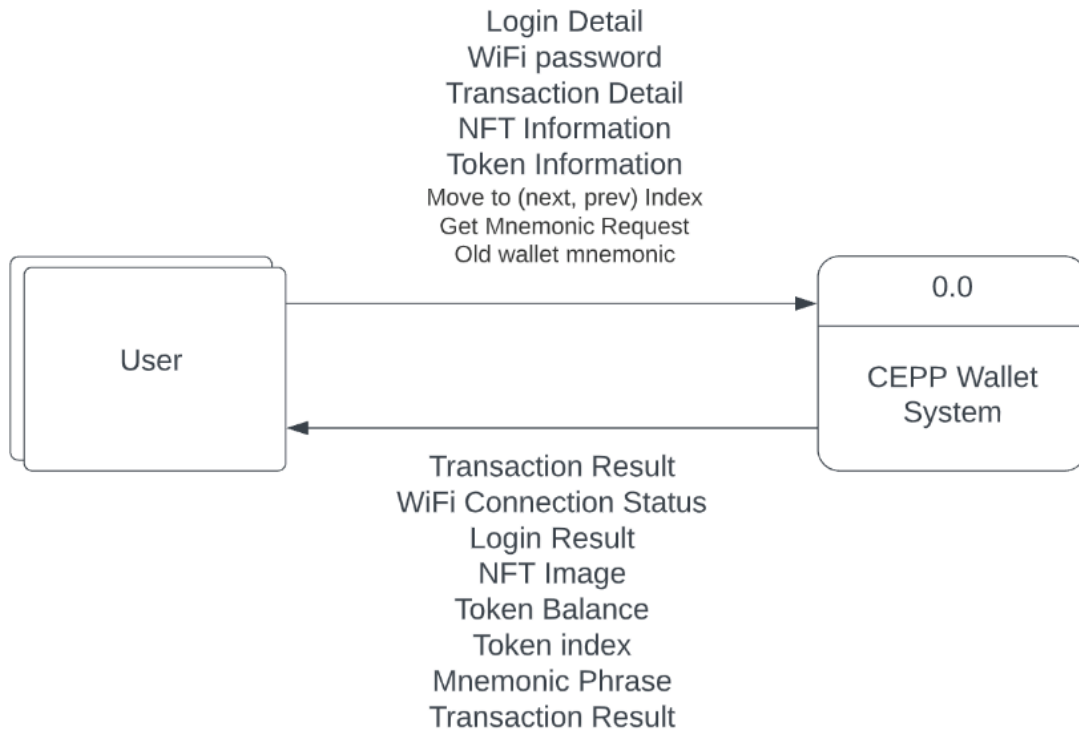 Login Detail
WiFi password
Transaction Detail
NFT Information
Token Information
Move to (next, prev) Index
Get Mnemonic Request
Old wallet mnemonic
User
0.0
CEPP Wallet
System
Transaction Result
WiFi Connection Status
Login Result
NFT Image
Token Balance
Token index
Mnemonic Phrase
Transaction Result